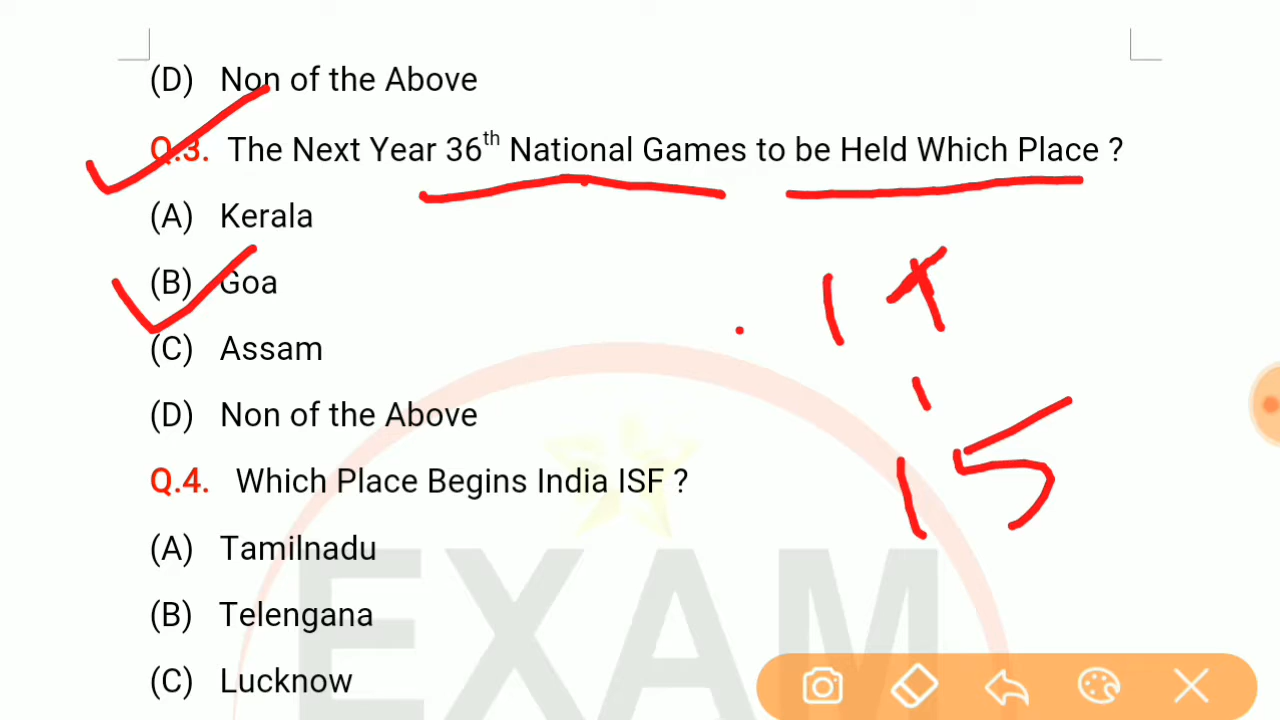 (D) Non of the Above
Q.3. The Next Year 36th National Games to be Held Which Place ?
(A) Kerala
(B) Goa
(C) Assam
(D) Non of the Above
Q.4. Which Place Begins India ISF ?
(A) Tamilnadu
(B) Telengana
(C) Lucknow
EXAM
15